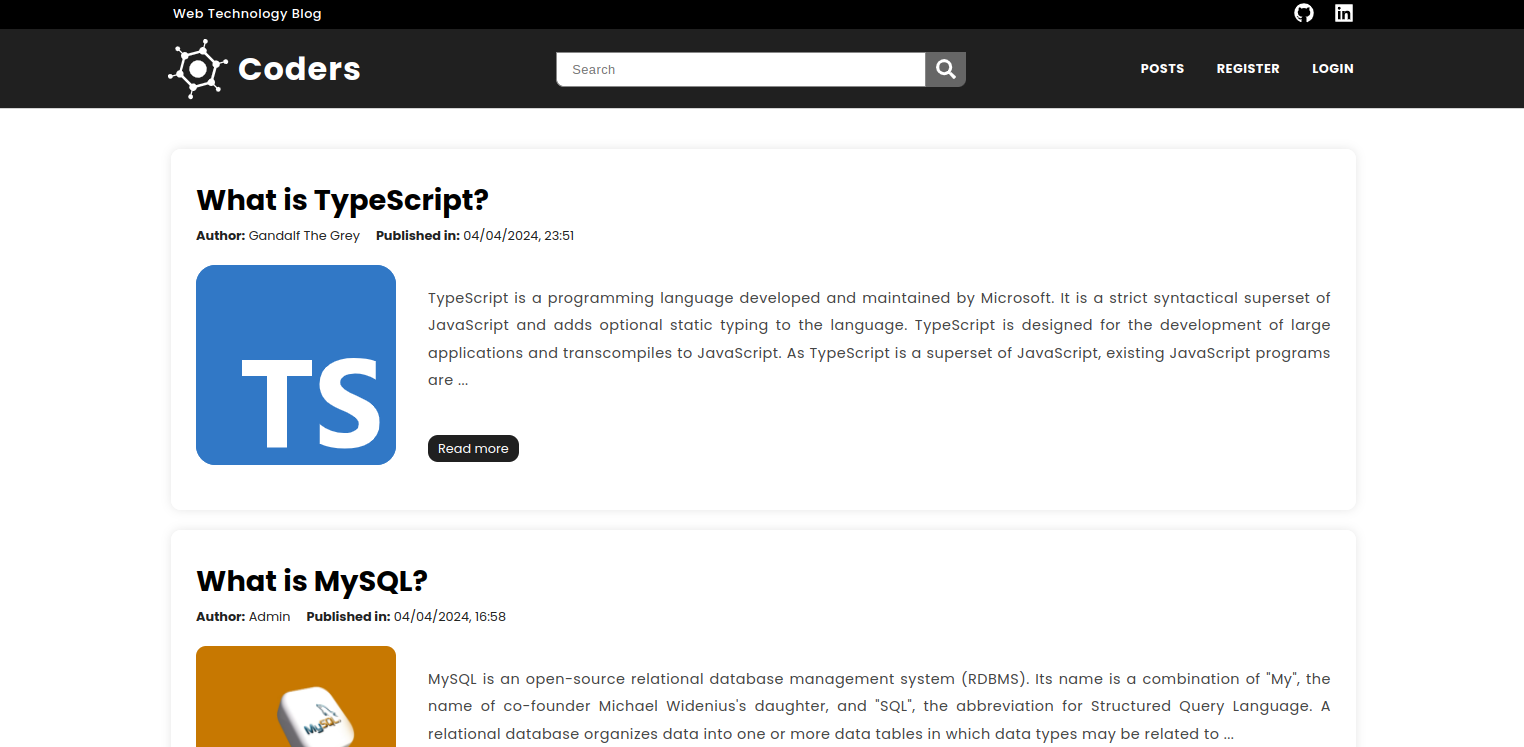 Web Technology Blog
Coders
Search
POSTS REGISTER LOGIN
What is TypeScript?
Author: Gandalf The Grey Published in: 04/04/2024, 23:51
TS
TypeScript is a programming language developed and maintained by Microsoft. It is a strict syntactical superset of
JavaScript and adds optional static typing to the language. TypeScript is designed for the development of large
applications and transcompiles to JavaScript. As TypeScript is a superset of JavaScript, existing JavaScript programs
are ...
Read more
What is MySQL?
Author: Admin Published in: 04/04/2024, 16:58
MySQL
MySQL is an open-source relational database management system (RDBMS). Its name is a combination of "My", the
name of co-founder Michael Widenius's daughter, and "SQL", the abbreviation for Structured Query Language. A
relational database organizes data into one or more data tables in which data types may be related to ...